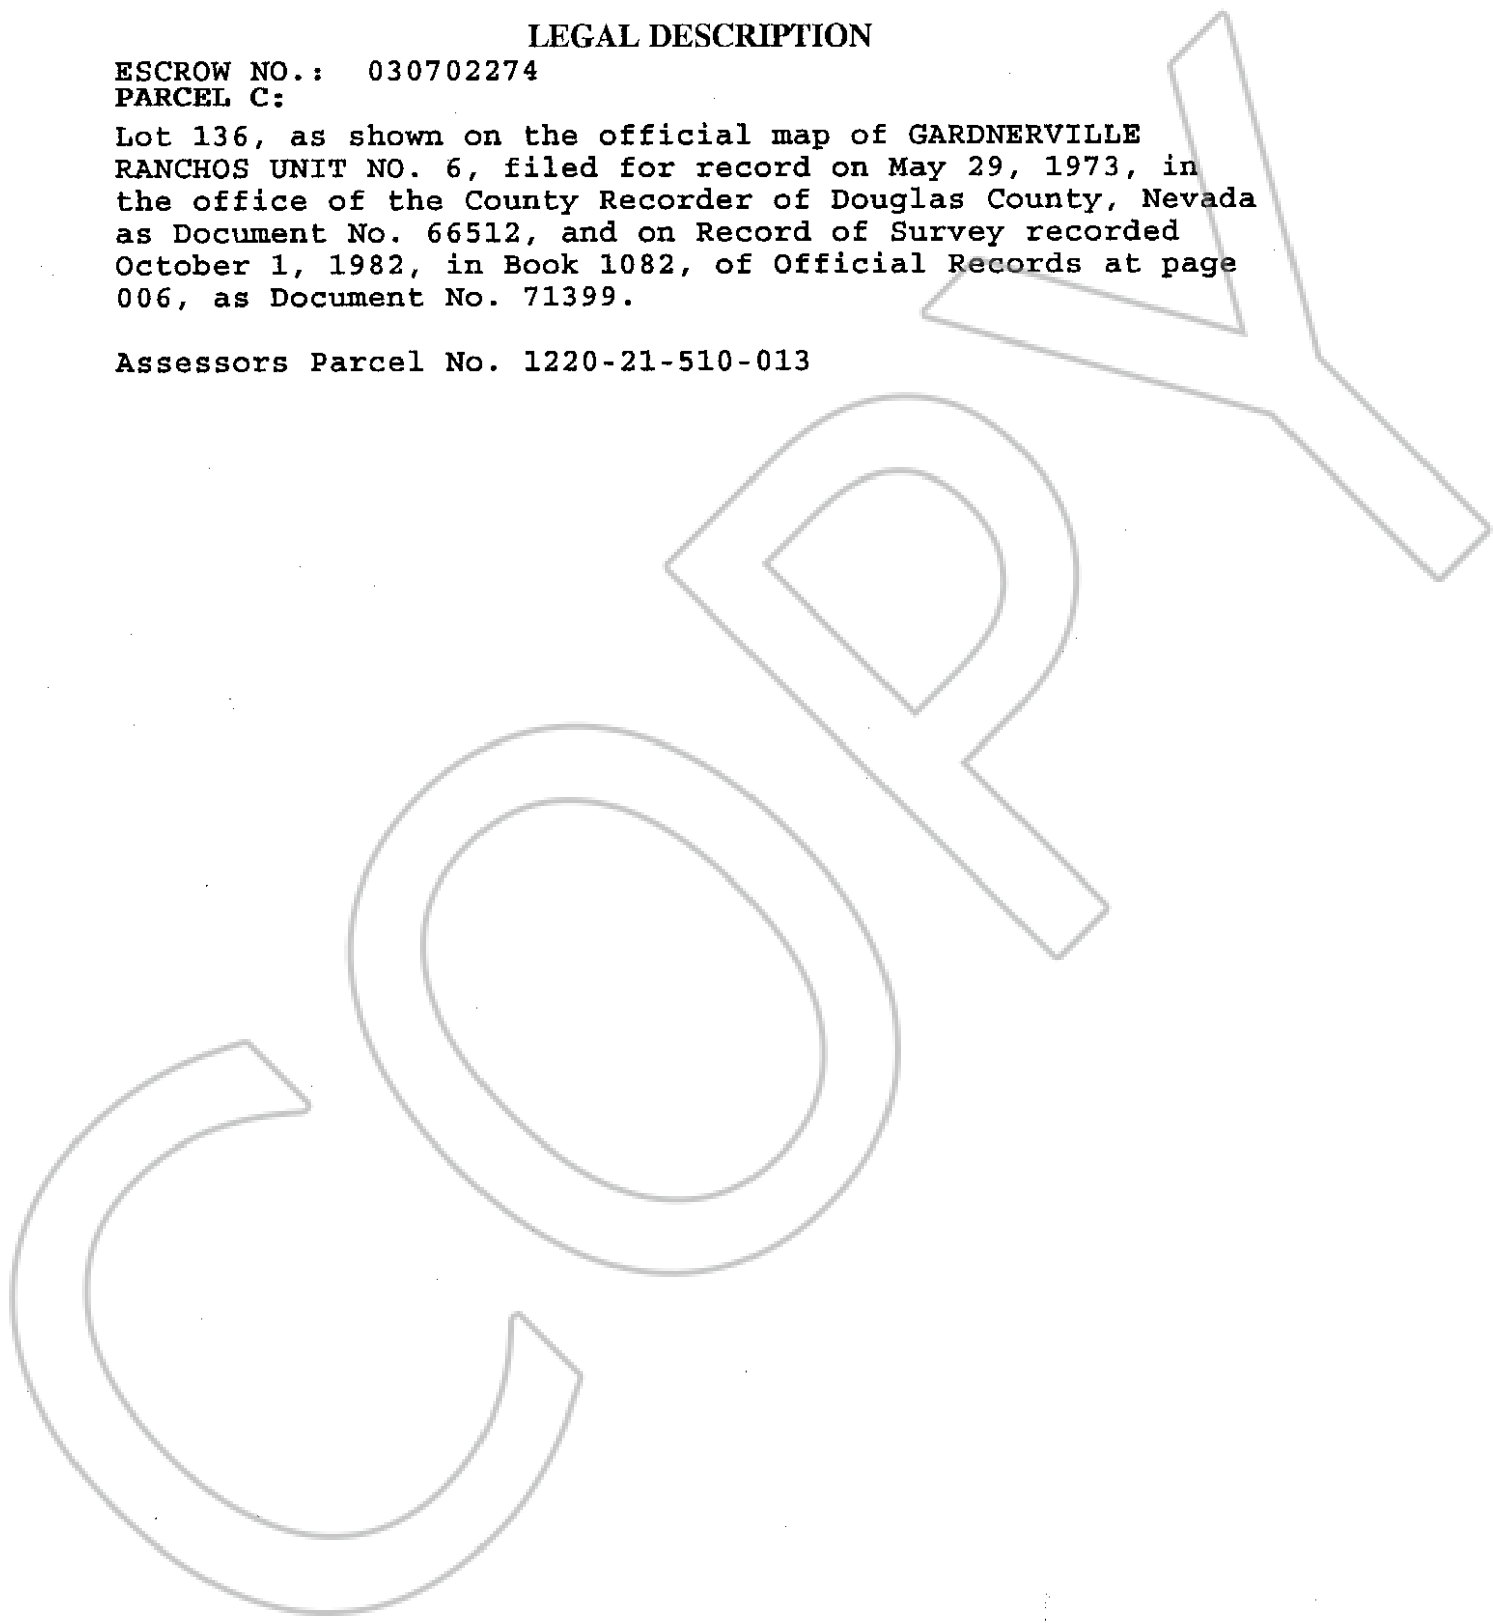 LEGAL DESCRIPTION
ESCROW NO.: 030702274
PARCEL C:
Lot 136, as shown on the official map of GARDNERVILLE
RANCHOS UNIT NO. 6, filed for record on May 29, 1973, in
the office of the County Recorder of Douglas County, Nevada
as Document No. 66512, and on Record of Survey recorded
October 1, 1982, in Book 1082, of Official Records at page
006, as Document No. 71399.
Assessors Parcel No. 1220-21-510-013
COPY